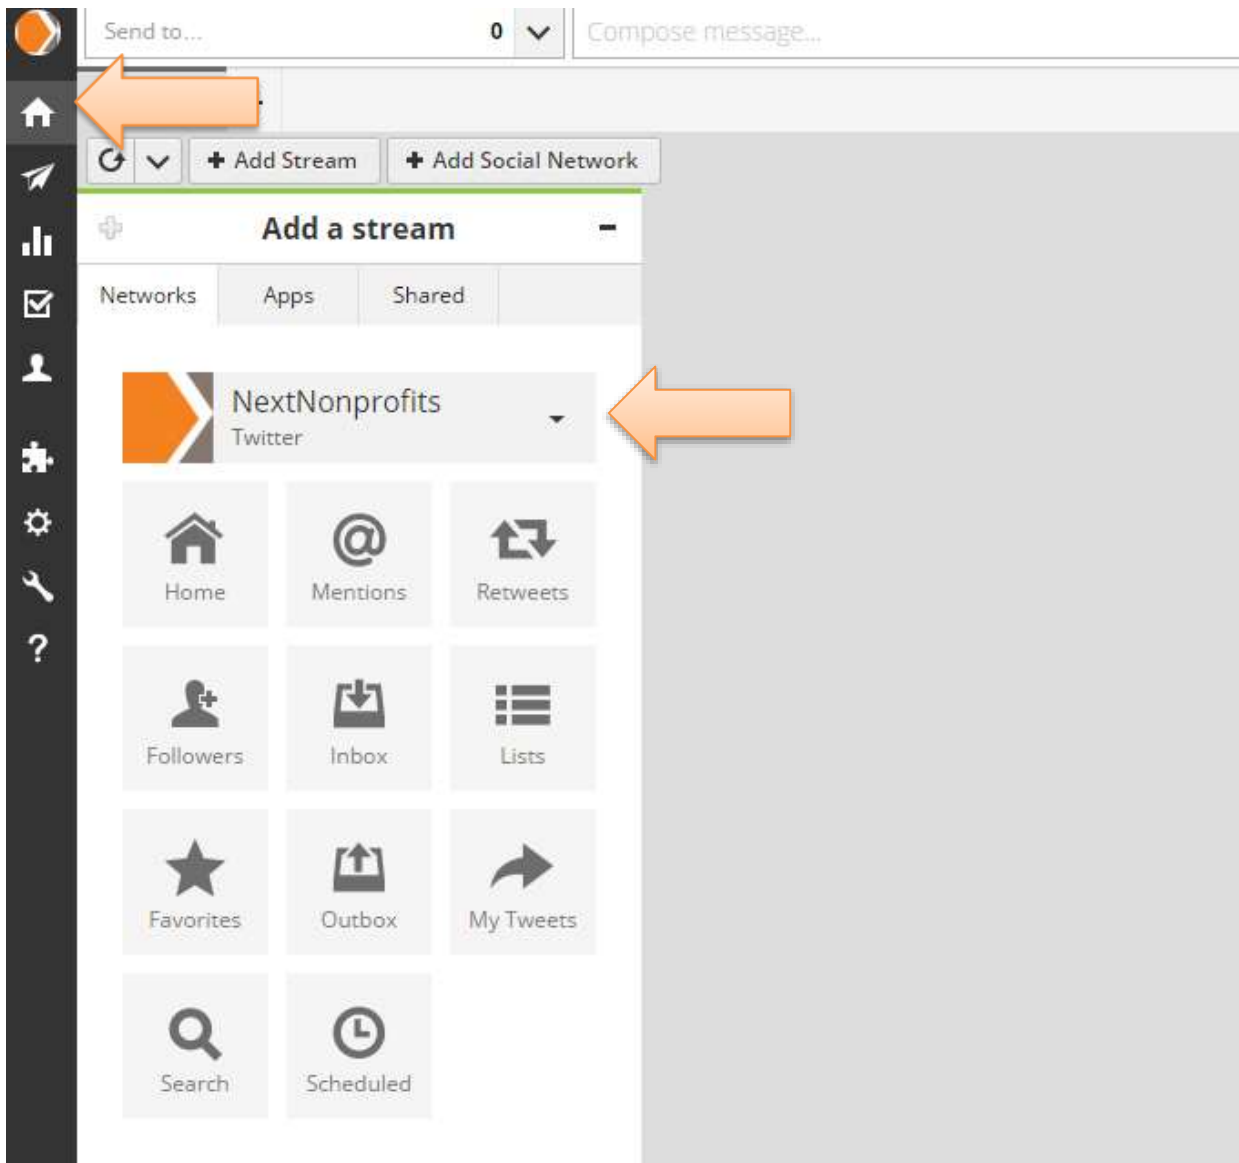 Send to...
0
Compose message...
+ Add Stream
+ Add Social Network
Add a stream
Networks
Apps
Shared
NextNonprofits
Twitter
Home
Mentions
Retweets
Followers
Inbox
Lists
Favorites
Outbox
My Tweets
Search
Scheduled